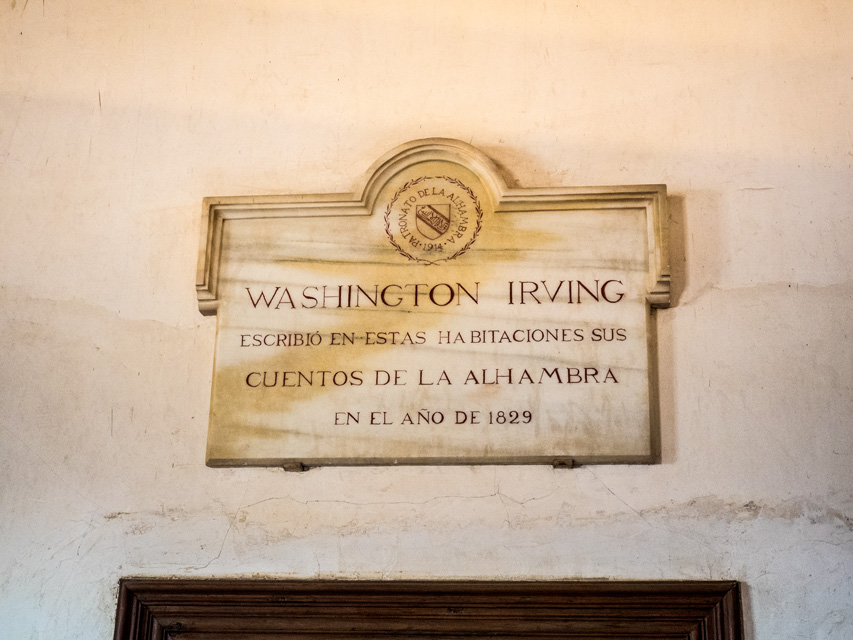 PATRONATO DE LA ALHAMBRA
·1914·
WASHINGTON IRVING
ESCRIBIÓ EN ESTAS HABITACIONES SUS
CUENTOS DE LA ALHAMBRA
EN EL AÑO DE 1829